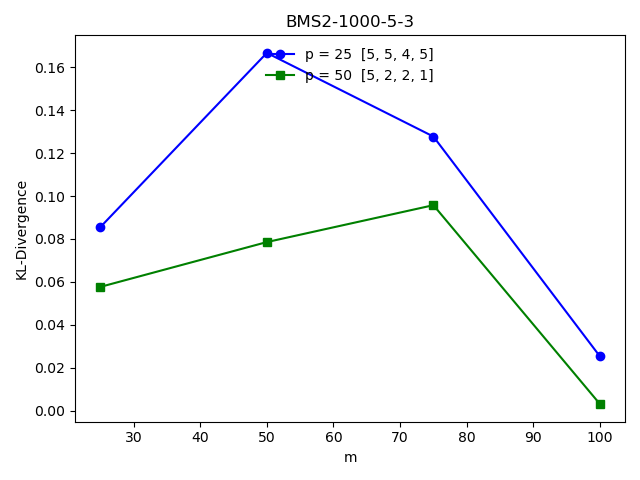 BMS2-1000-5-3
p = 25  [5, 5, 4, 5]
p = 50  [5, 2, 2, 1]
KL-Divergence
0.16
0.14
0.12
0.10
0.08
0.06
0.04
0.02
0.00
30 40 50 60 70 80 90 100
m